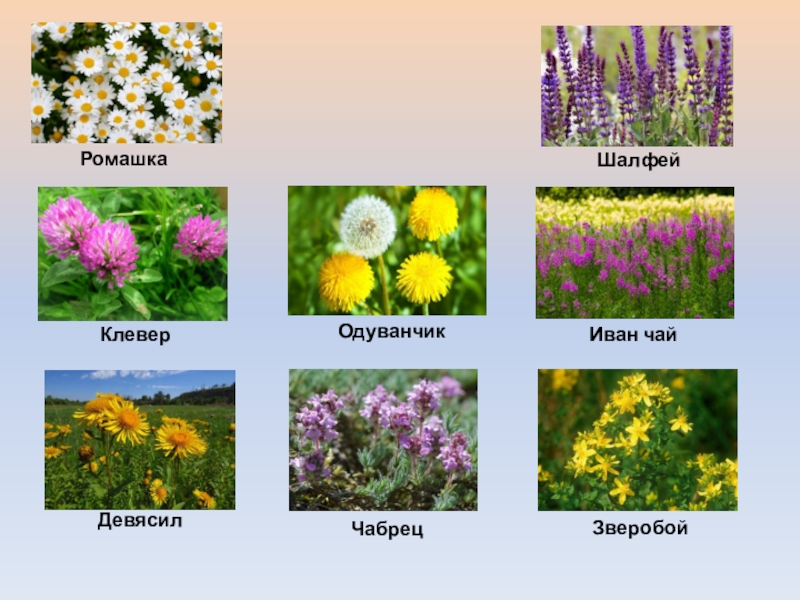 Ромашка
Шалфей
Клевер
Одуванчик
Иван чай
Девясил
Чабрец
Зверобой